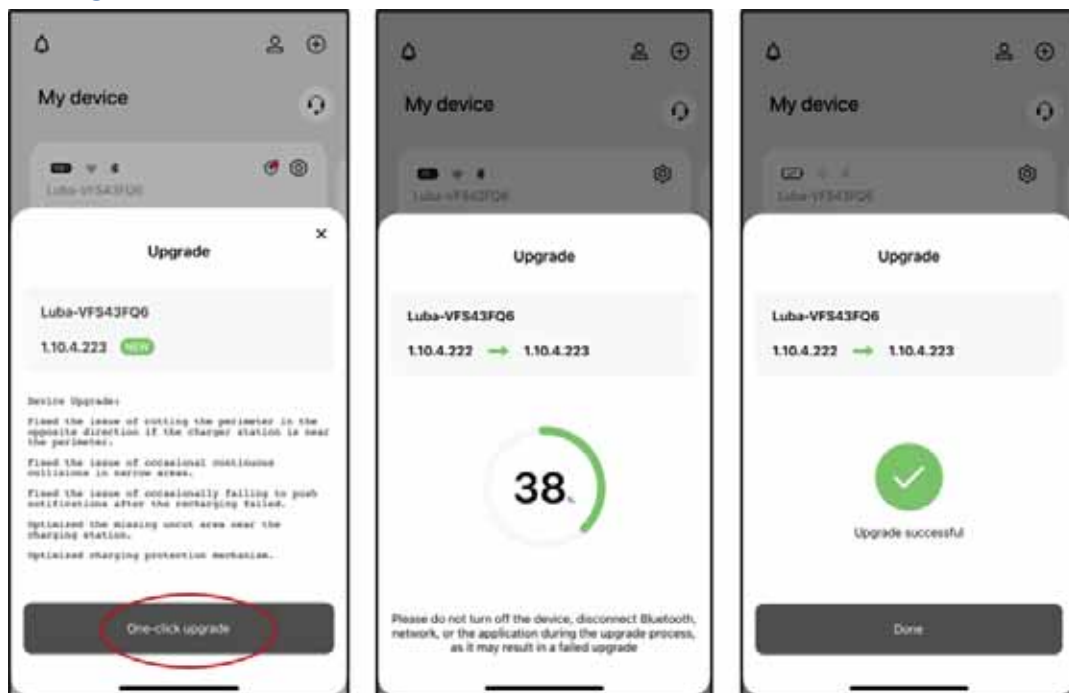 My device
Luba-VFS43FQ6
Upgrade
Luba-VFS43FQ6
1.10.4.223 NEW
Device Upgrade:
Fixed the issue of cutting the perimeter in the
opposite direction if the charger station is near
the perimeter.
Fixed the issue of occasional continuous
collisions in narrow areas.
Fixed the issue of occasionally failing to push
notifications after the recharging failed.
Optimized the missing uncut area near the
charging station.
Optimized charging protection mechanism.
One-click upgrade
My device
Luba-VFS43FQ6
Upgrade
Luba-VFS43FQ6
1.10.4.222 → 1.10.4.223
38
Please do not turn off the device, disconnect Bluetooth,
network, or the application during the upgrade process,
as it may result in a failed upgrade
My device
Luba-VFS43FQ6
Upgrade
Luba-VFS43FQ6
1.10.4.222 → 1.10.4.223
Upgrade successful
Done